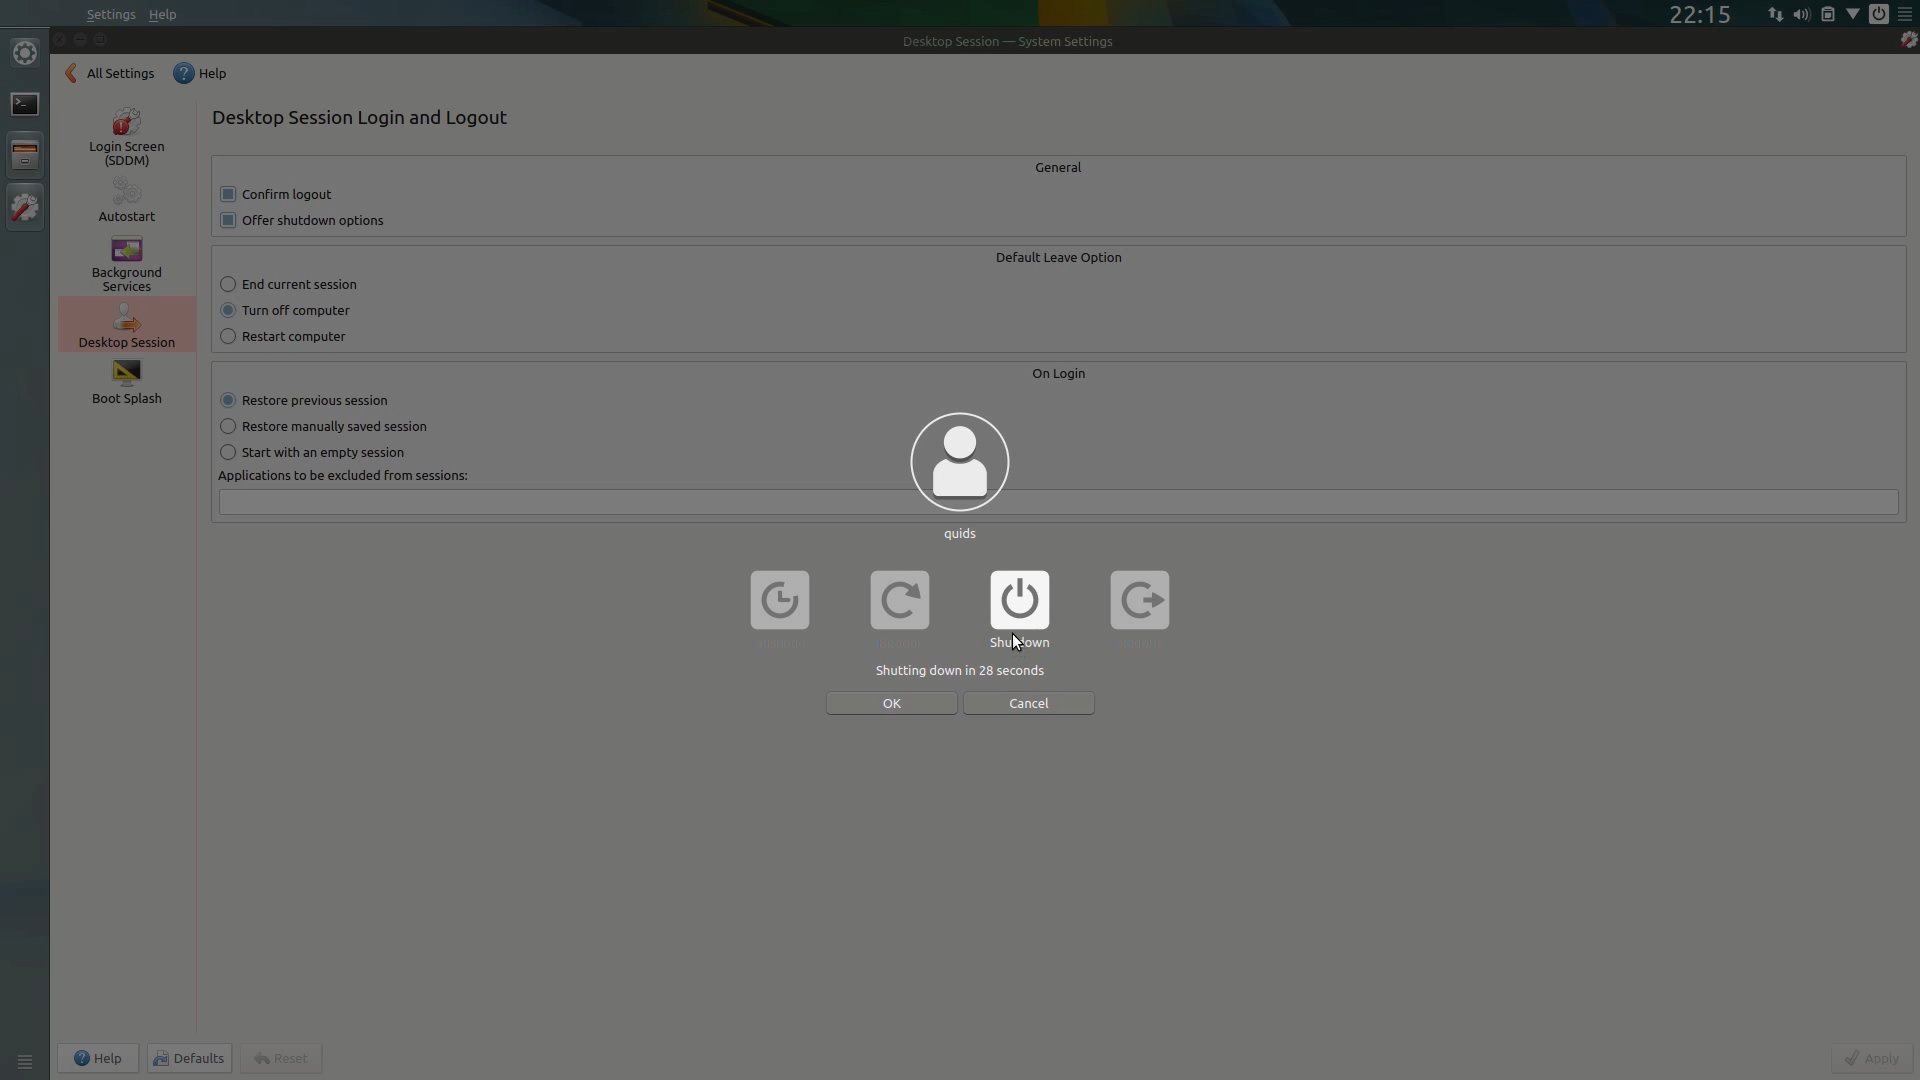 Settings Help
22:15
Desktop Session — System Settings
All Settings
Help
Login Screen
(SDDM)
Autostart
Background
Services
Desktop Session
Boot Splash
Desktop Session Login and Logout
General
Confirm logout
Offer shutdown options
Default Leave Option
End current session
Turn off computer
Restart computer
On Login
Restore previous session
Restore manually saved session
Start with an empty session
Applications to be excluded from sessions:
quids
Shutdown
Shutting down in 28 seconds
OK
Cancel
Help
Defaults
Reset
Apply